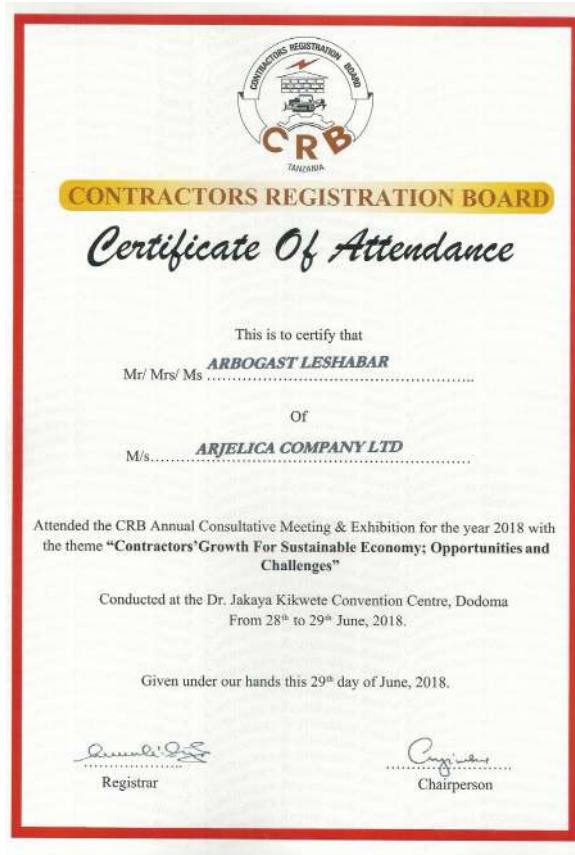 CONTRACTORS REGISTRATION BOARD
CRB
TANZANIA
CONTRACTORS REGISTRATION BOARD
Certificate Of Attendance
This is to certify that
Mr/ Mrs/ Ms ARBOGAST LESHABAR
Of
M/s. ARJELICA COMPANY LTD
Attended the CRB Annual Consultative Meeting & Exhibition for the year 2018 with
the theme “Contractors’Growth For Sustainable Economy; Opportunities and
Challenges”
Conducted at the Dr. Jakaya Kikwete Convention Centre, Dodoma
From 28th to 29th June, 2018.
Given under our hands this 29th day of June, 2018.
Registrar
Chairperson